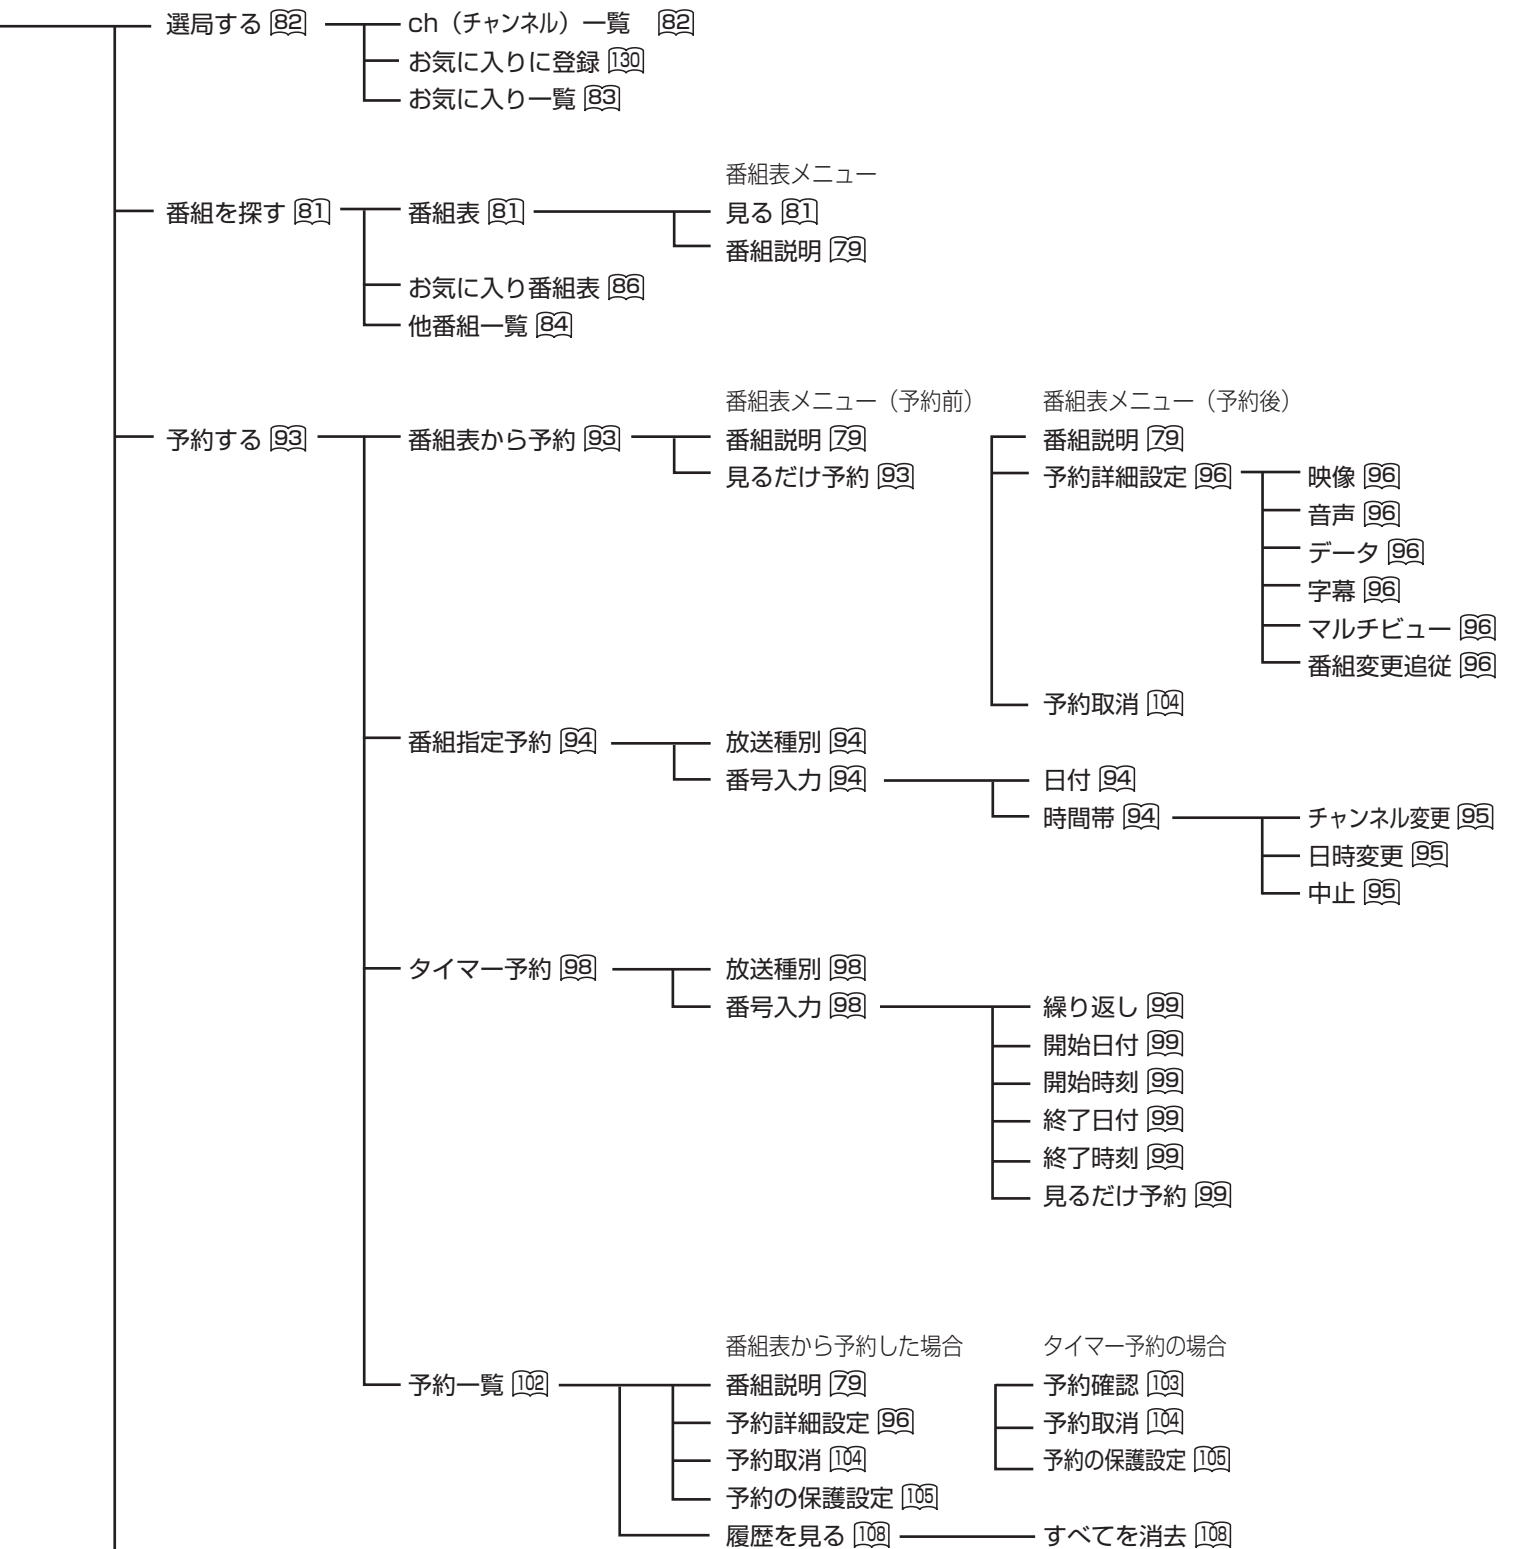 選局する 82 ch（チャンネル）一覧 82
お気に入りに登録 130
お気に入り一覧 83
番組表メニュー
番組を探す 81 番組表 81 見る 81
番組説明 79
お気に入り番組表 86
他番組一覧 84
番組表メニュー（予約前） 番組表メニュー（予約後）
予約する 93 番組表から予約 93 番組説明 79 番組説明 79
見るだけ予約 93 予約詳細設定 96 映像 96
音声 96
データ 96
字幕 96
マルチビュー 96
番組変更追従 96
予約取消 104
番組指定予約 94 放送種別 94
番号入力 94 日付 94
時間帯 94 チャンネル変更 95
日時変更 95
中止 95
タイマー予約 98 放送種別 98
番号入力 98 繰り返し 99
開始日付 99
開始時刻 99
終了日付 99
終了時刻 99
見るだけ予約 99
番組表から予約した場合 タイマー予約の場合
予約一覧 102 番組説明 79 予約確認 103
予約詳細設定 96 予約取消 104
予約取消 104 予約の保護設定 105
予約の保護設定 105
履歴を見る 108 すべてを消去 108